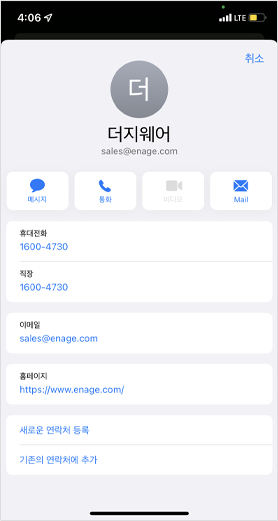 4:06
LTE
취소
더
더지웨어
sales@enage.com
메시지
통화
비디오
Mail
휴대전화
1600-4730
직장
1600-4730
이메일
sales@enage.com
홈페이지
https://www.enage.com/
새로운 연락처 등록
기존의 연락처에 추가